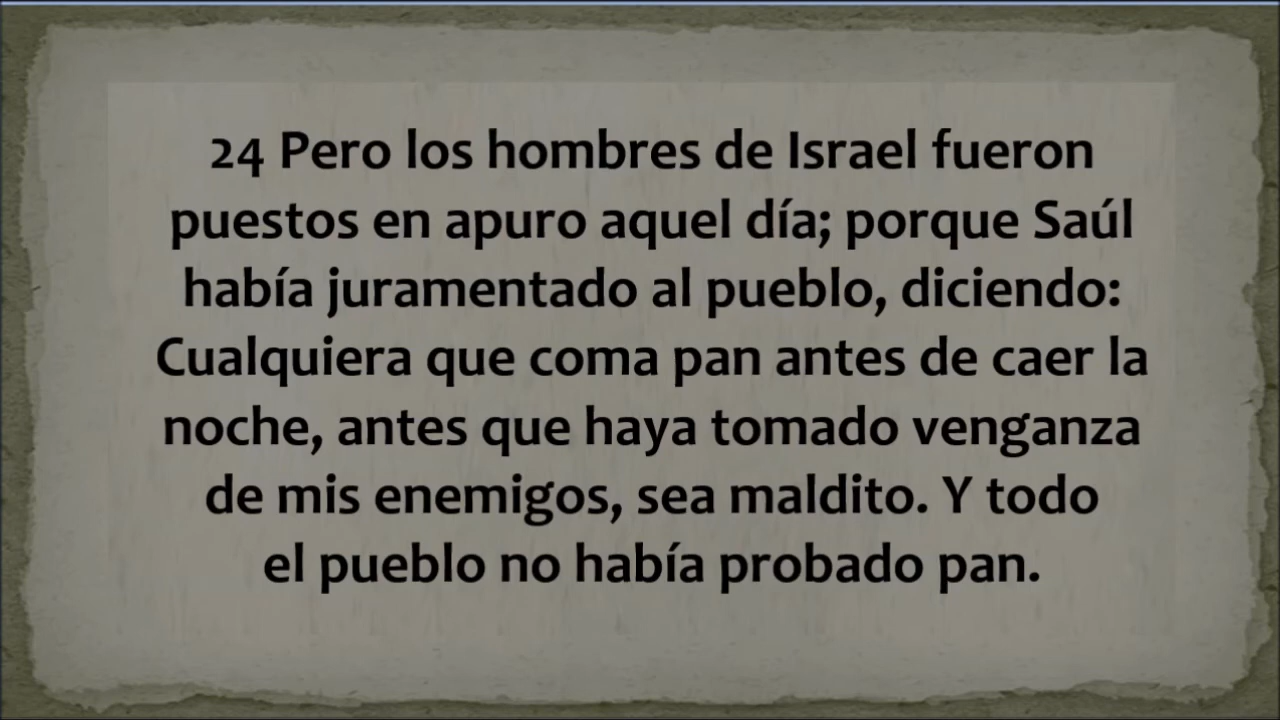 24 Pero los hombres de Israel fueron
puestos en apuro aquel día; porque Saúl
había juramentado al pueblo, diciendo:
Cualquiera que coma pan antes de caer la
noche, antes que haya tomado venganza
de mis enemigos, sea maldito. Y todo
el pueblo no había probado pan.